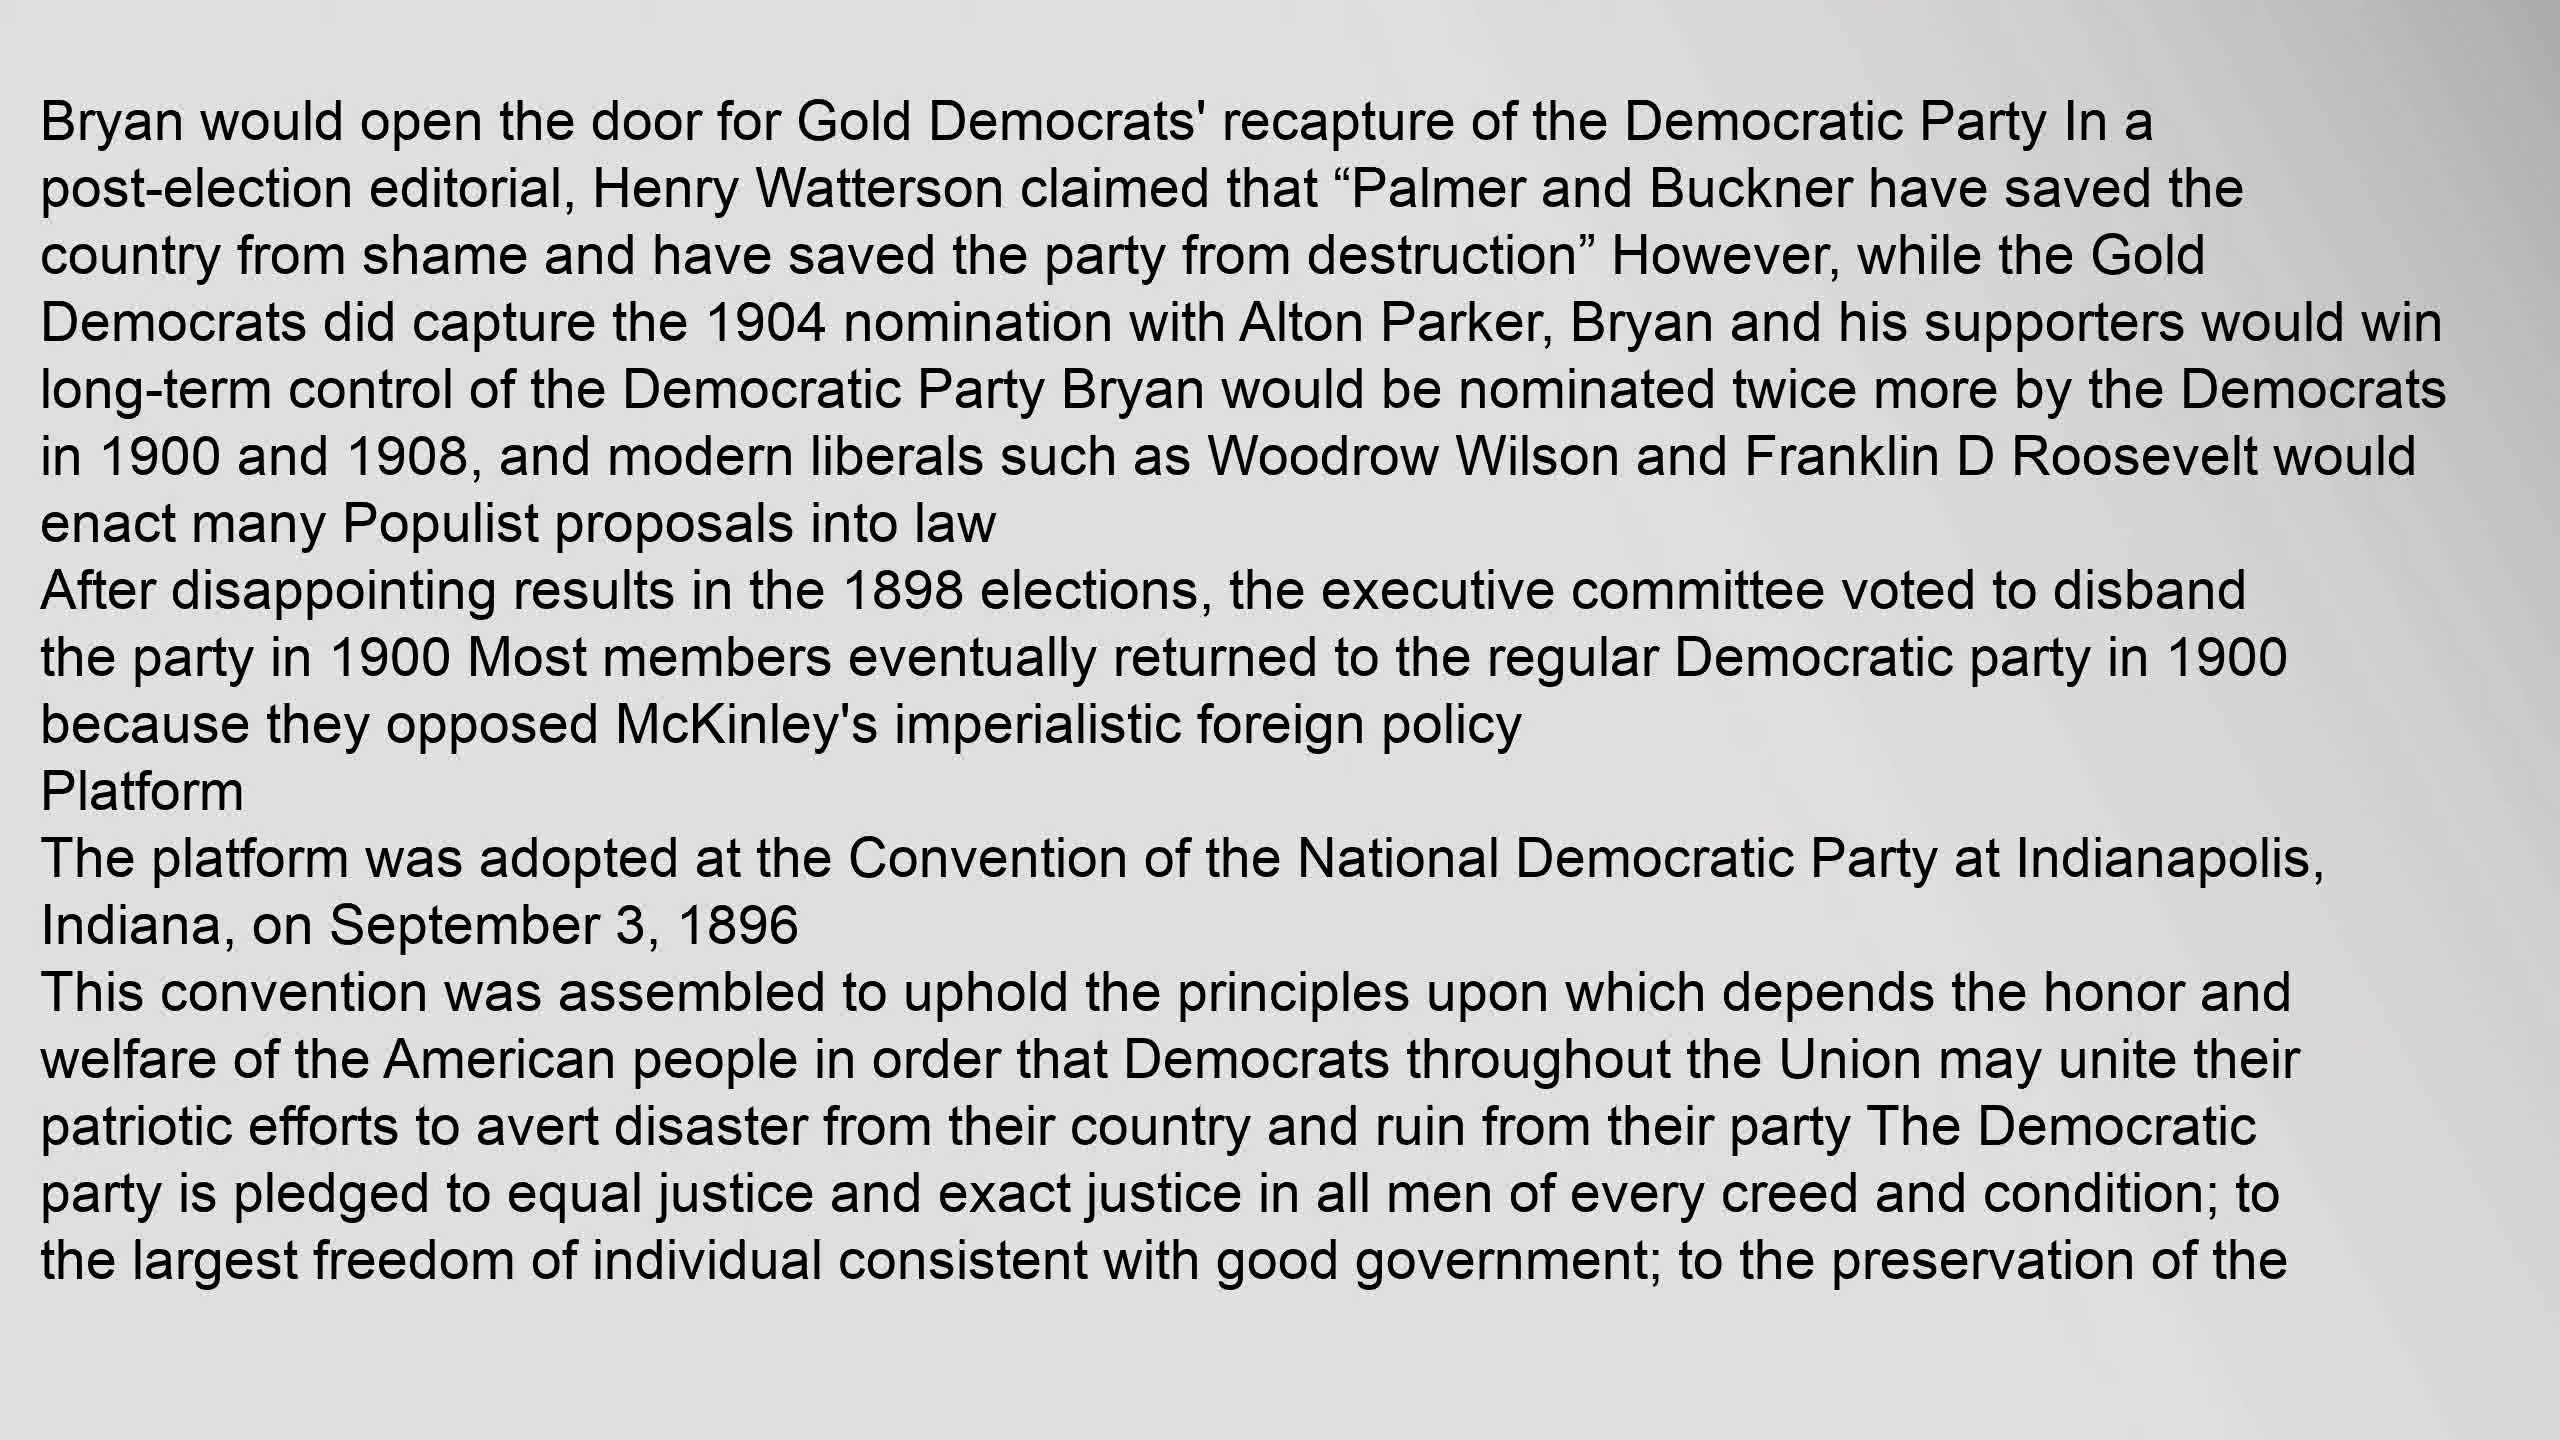 Bryan would open the door for Gold Democrats' recapture of the Democratic Party In a
post-election editorial, Henry Watterson claimed that “Palmer and Buckner have saved the
country from shame and have saved the party from destruction” However, while the Gold
Democrats did capture the 1904 nomination with Alton Parker, Bryan and his supporters would win
long-term control of the Democratic Party Bryan would be nominated twice more by the Democrats
in 1900 and 1908, and modern liberals such as Woodrow Wilson and Franklin D Roosevelt would
enact many Populist proposals into law
After disappointing results in the 1898 elections, the executive committee voted to disband
the party in 1900 Most members eventually returned to the regular Democratic party in 1900
because they opposed McKinley's imperialistic foreign policy
Platform
The platform was adopted at the Convention of the National Democratic Party at Indianapolis,
Indiana, on September 3, 1896
This convention was assembled to uphold the principles upon which depends the honor and
welfare of the American people in order that Democrats throughout the Union may unite their
patriotic efforts to avert disaster from their country and ruin from their party The Democratic
party is pledged to equal justice and exact justice in all men of every creed and condition; to
the largest freedom of individual consistent with good government; to the preservation of the